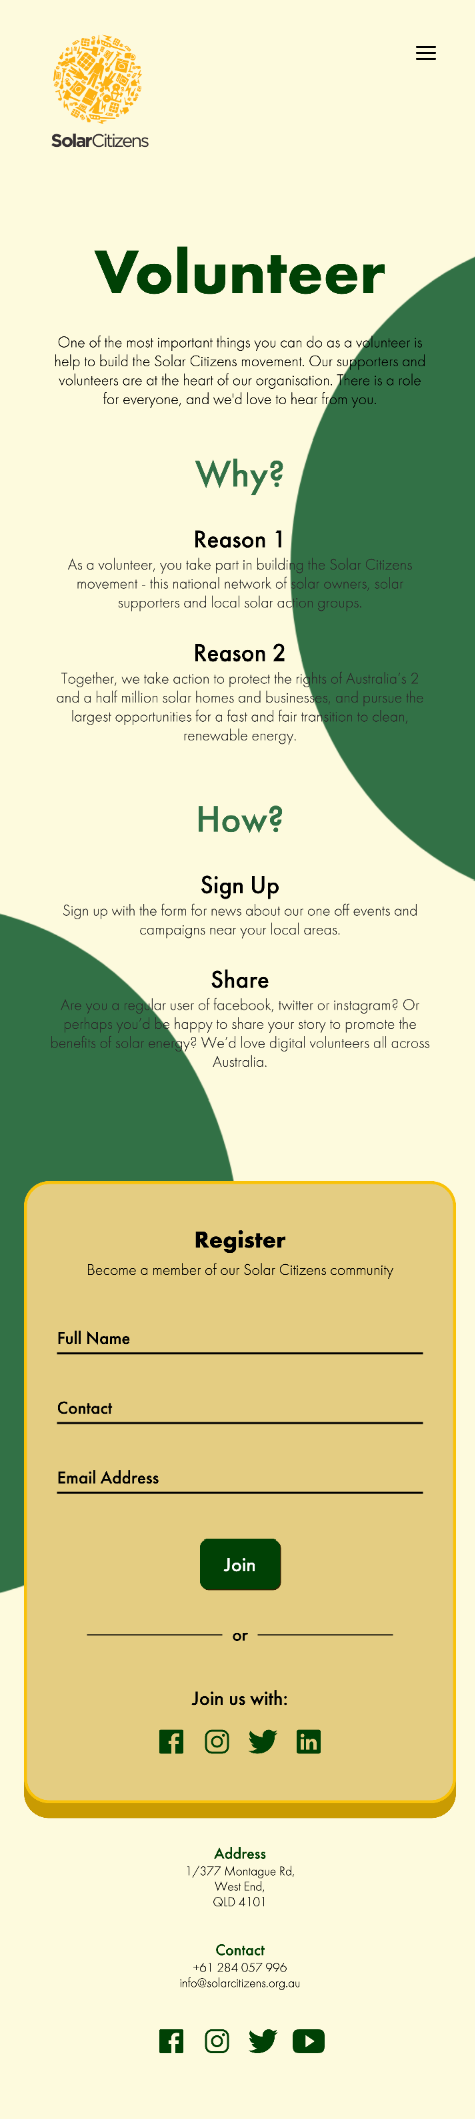 SolarCitizens
Volunteer
One of the most important things you can do as a volunteer is
help to build the Solar Citizens movement. Our supporters and
volunteers are at the heart of our organisation. There is a role
for everyone, and we'd love to hear from you.
Why?
Reason 1
As a volunteer, you take part in building the Solar Citizens
movement - this national network of solar owners, solar
supporters and local solar action groups.
Reason 2
Together, we take action to protect the rights of Australia's 2
and a half million solar homes and businesses, and pursue the
largest opportunities for a fast and fair transition to clean,
renewable energy.
How?
Sign Up
Sign up with the form for news about our one off events and
campaigns near your local areas.
Share
Are you a regular user of facebook, twitter or instagram? Or
perhaps you'd be happy to share your story to promote the
benefits of solar energy? We'd love digital volunteers all across
Australia.
Register
Become a member of our Solar Citizens community
Full Name
Contact
Email Address
Join
or
Join us with:
Address
1/377 Montague Rd,
West End,
QLD 4101
Contact
+61 284 057 996
info@solarcitizens.org.au